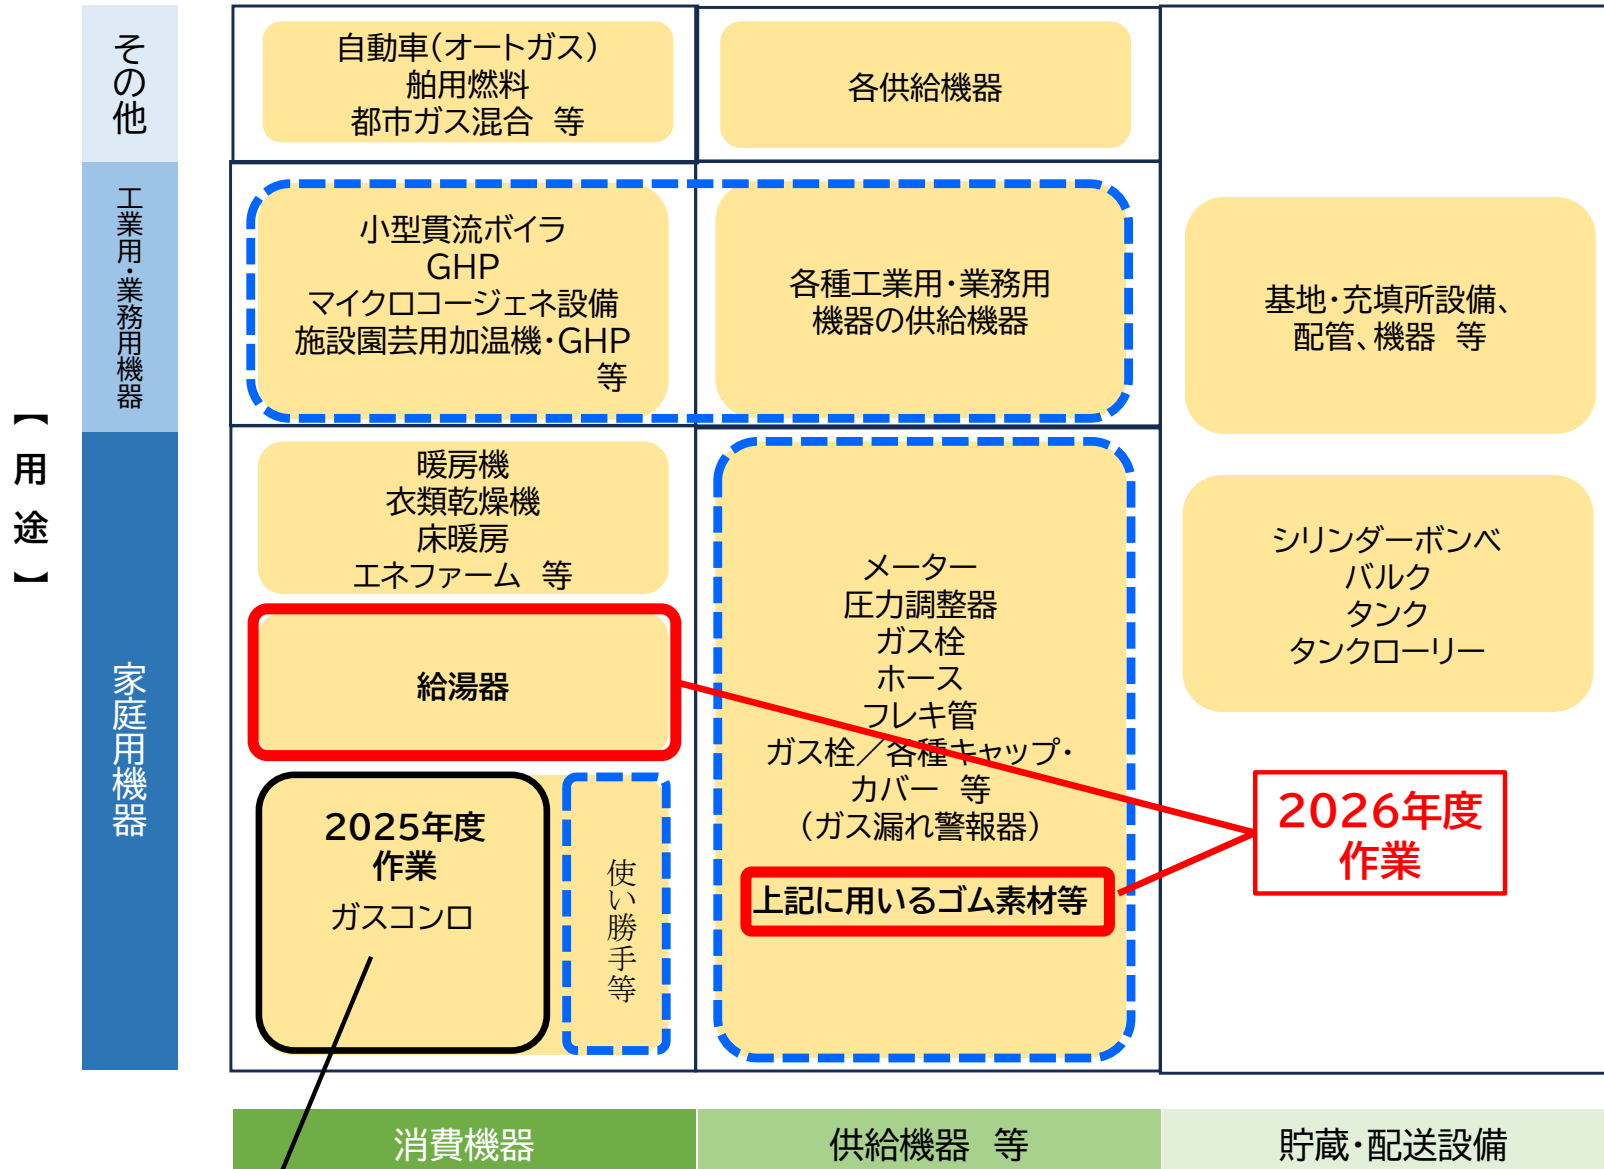 【用途】
その他
自動車(オートガス)
舶用燃料
都市ガス混合 等
各供給機器
工業用・業務用機器
小型貫流ボイラ
GHP
マイクロコージェネ設備
施設園芸用加温機・GHP
等
各種工業用・業務用
機器の供給機器
基地・充填所設備、
配管、機器 等
家庭用機器
暖房機
衣類乾燥機
床暖房
エネファーム 等
給湯器
2025年度
作業
ガスコンロ
使い勝手等
メーター
圧力調整器
ガス栓
ホース
フレキ管
ガス栓／各種キャップ・
カバー 等
(ガス漏れ警報器)
上記に用いるゴム素材等
シリンダーボンベ
バルク
タンク
タンクローリー
2026年度
作業
消費機器
供給機器 等
貯蔵・配送設備